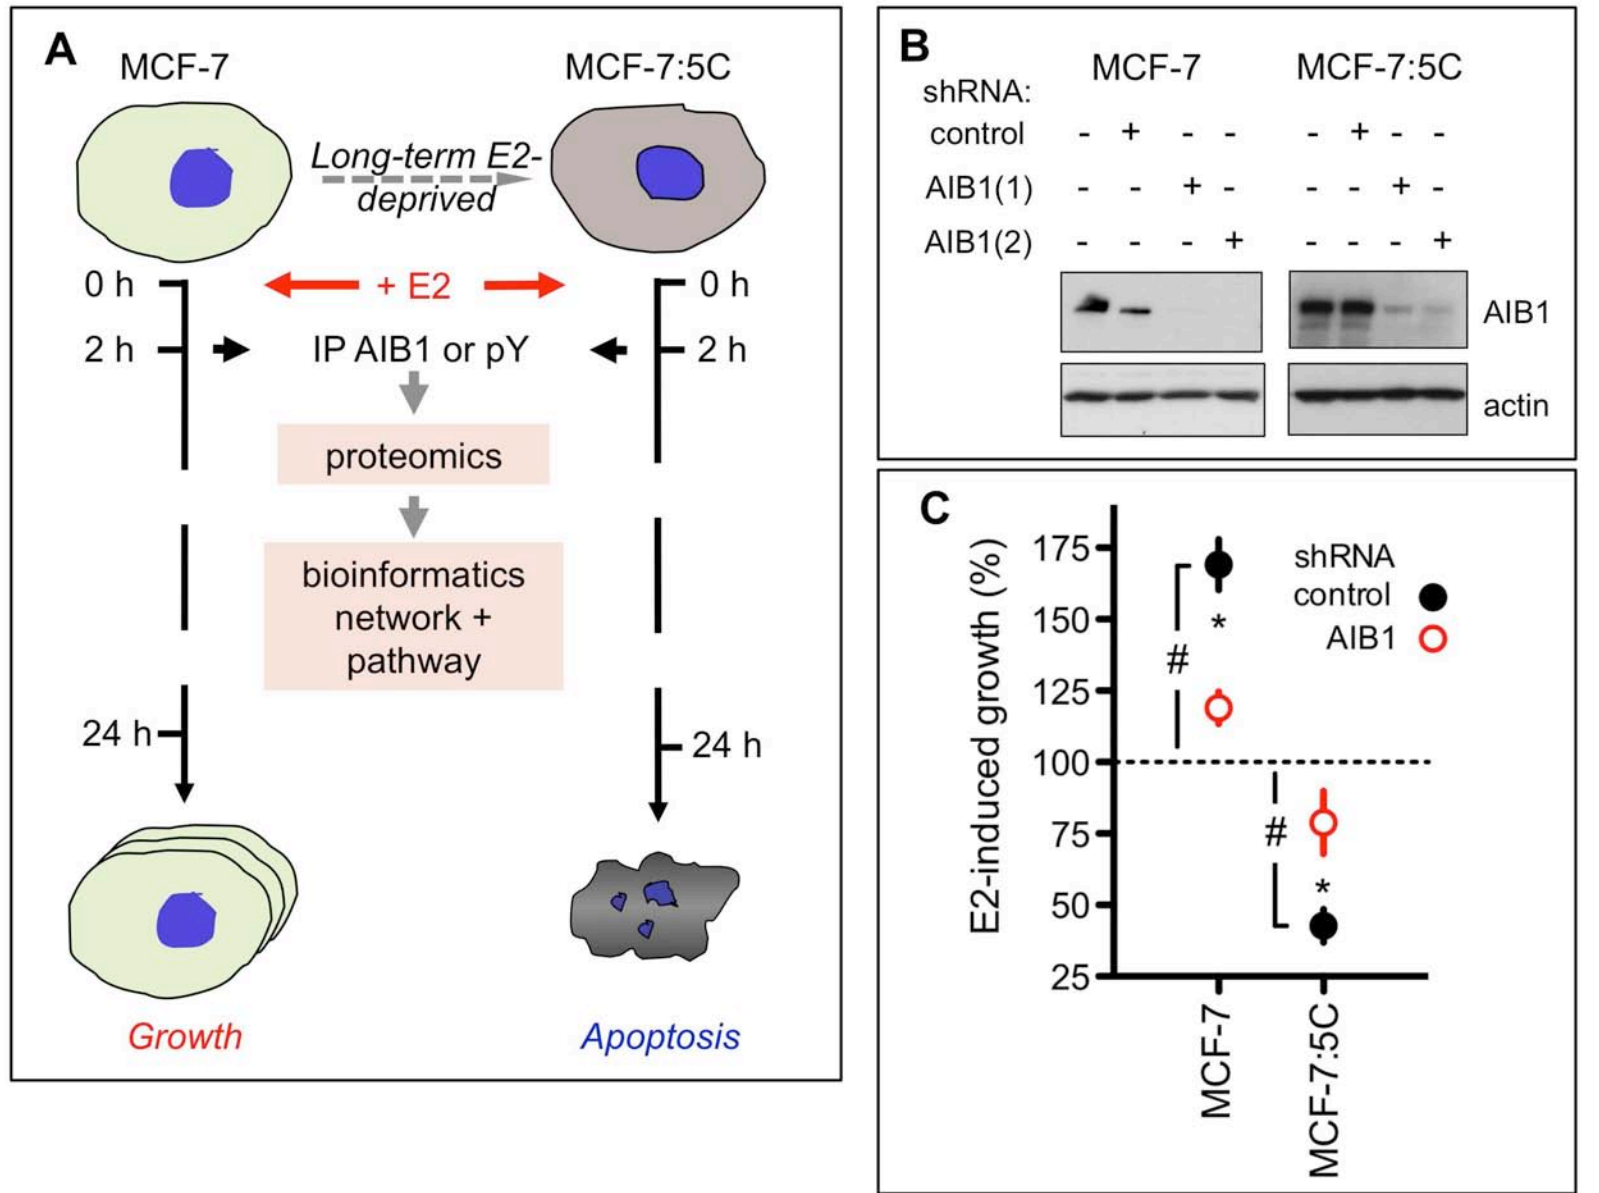 A
MCF-7
MCF-7:5C
Long-term E2-
deprived
0 h
+ E2
0 h
2 h
IP AIB1 or pY
2 h
proteomics
bioinformatics
network +
pathway
24 h
24 h
Growth
Apoptosis
B
MCF-7
MCF-7:5C
shRNA:
control
- + - - - + - -
AIB1(1)
- - + - - - + -
AIB1(2)
- - - + - - - +
AIB1
actin
C
E2-induced growth (%)
175
150
125
100
75
50
25
shRNA
control
AIB1
*
#
#
*
MCF-7
MCF-7:5C